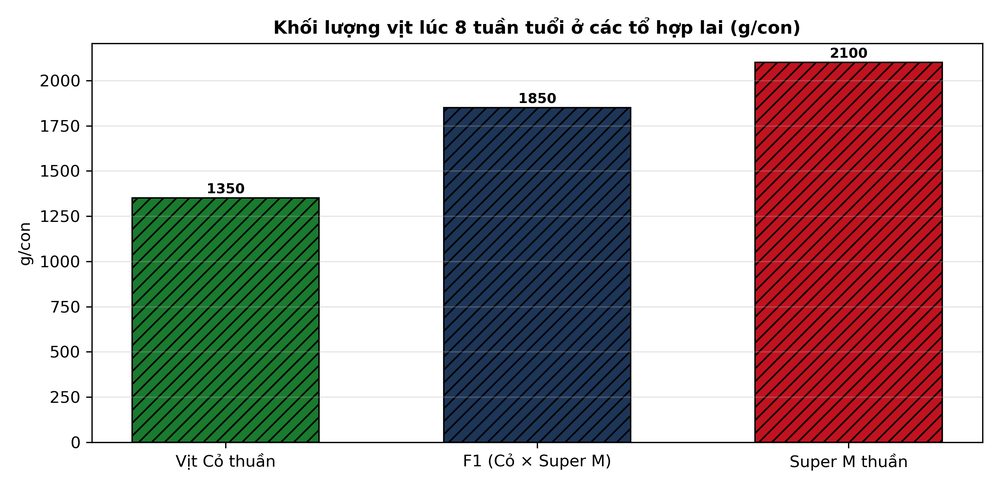 Khối lượng vịt lúc 8 tuần tuổi ở các tổ hợp lai (g/con)
g/con
2000
1750
1500
1250
1000
750
500
250
0
1350
1850
2100
Vịt Cỏ thuần
F1 (Cỏ × Super M)
Super M thuần